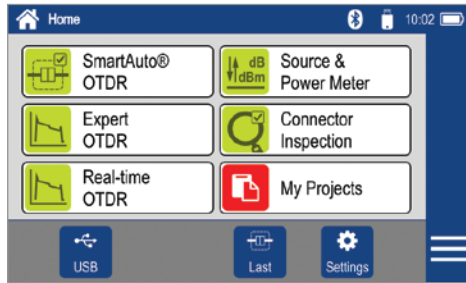 Home
10:02
SmartAuto®
OTDR
dB
dBm
Source &
Power Meter
Expert
OTDR
Connector
Inspection
Real-time
OTDR
My Projects
USB
Last
Settings